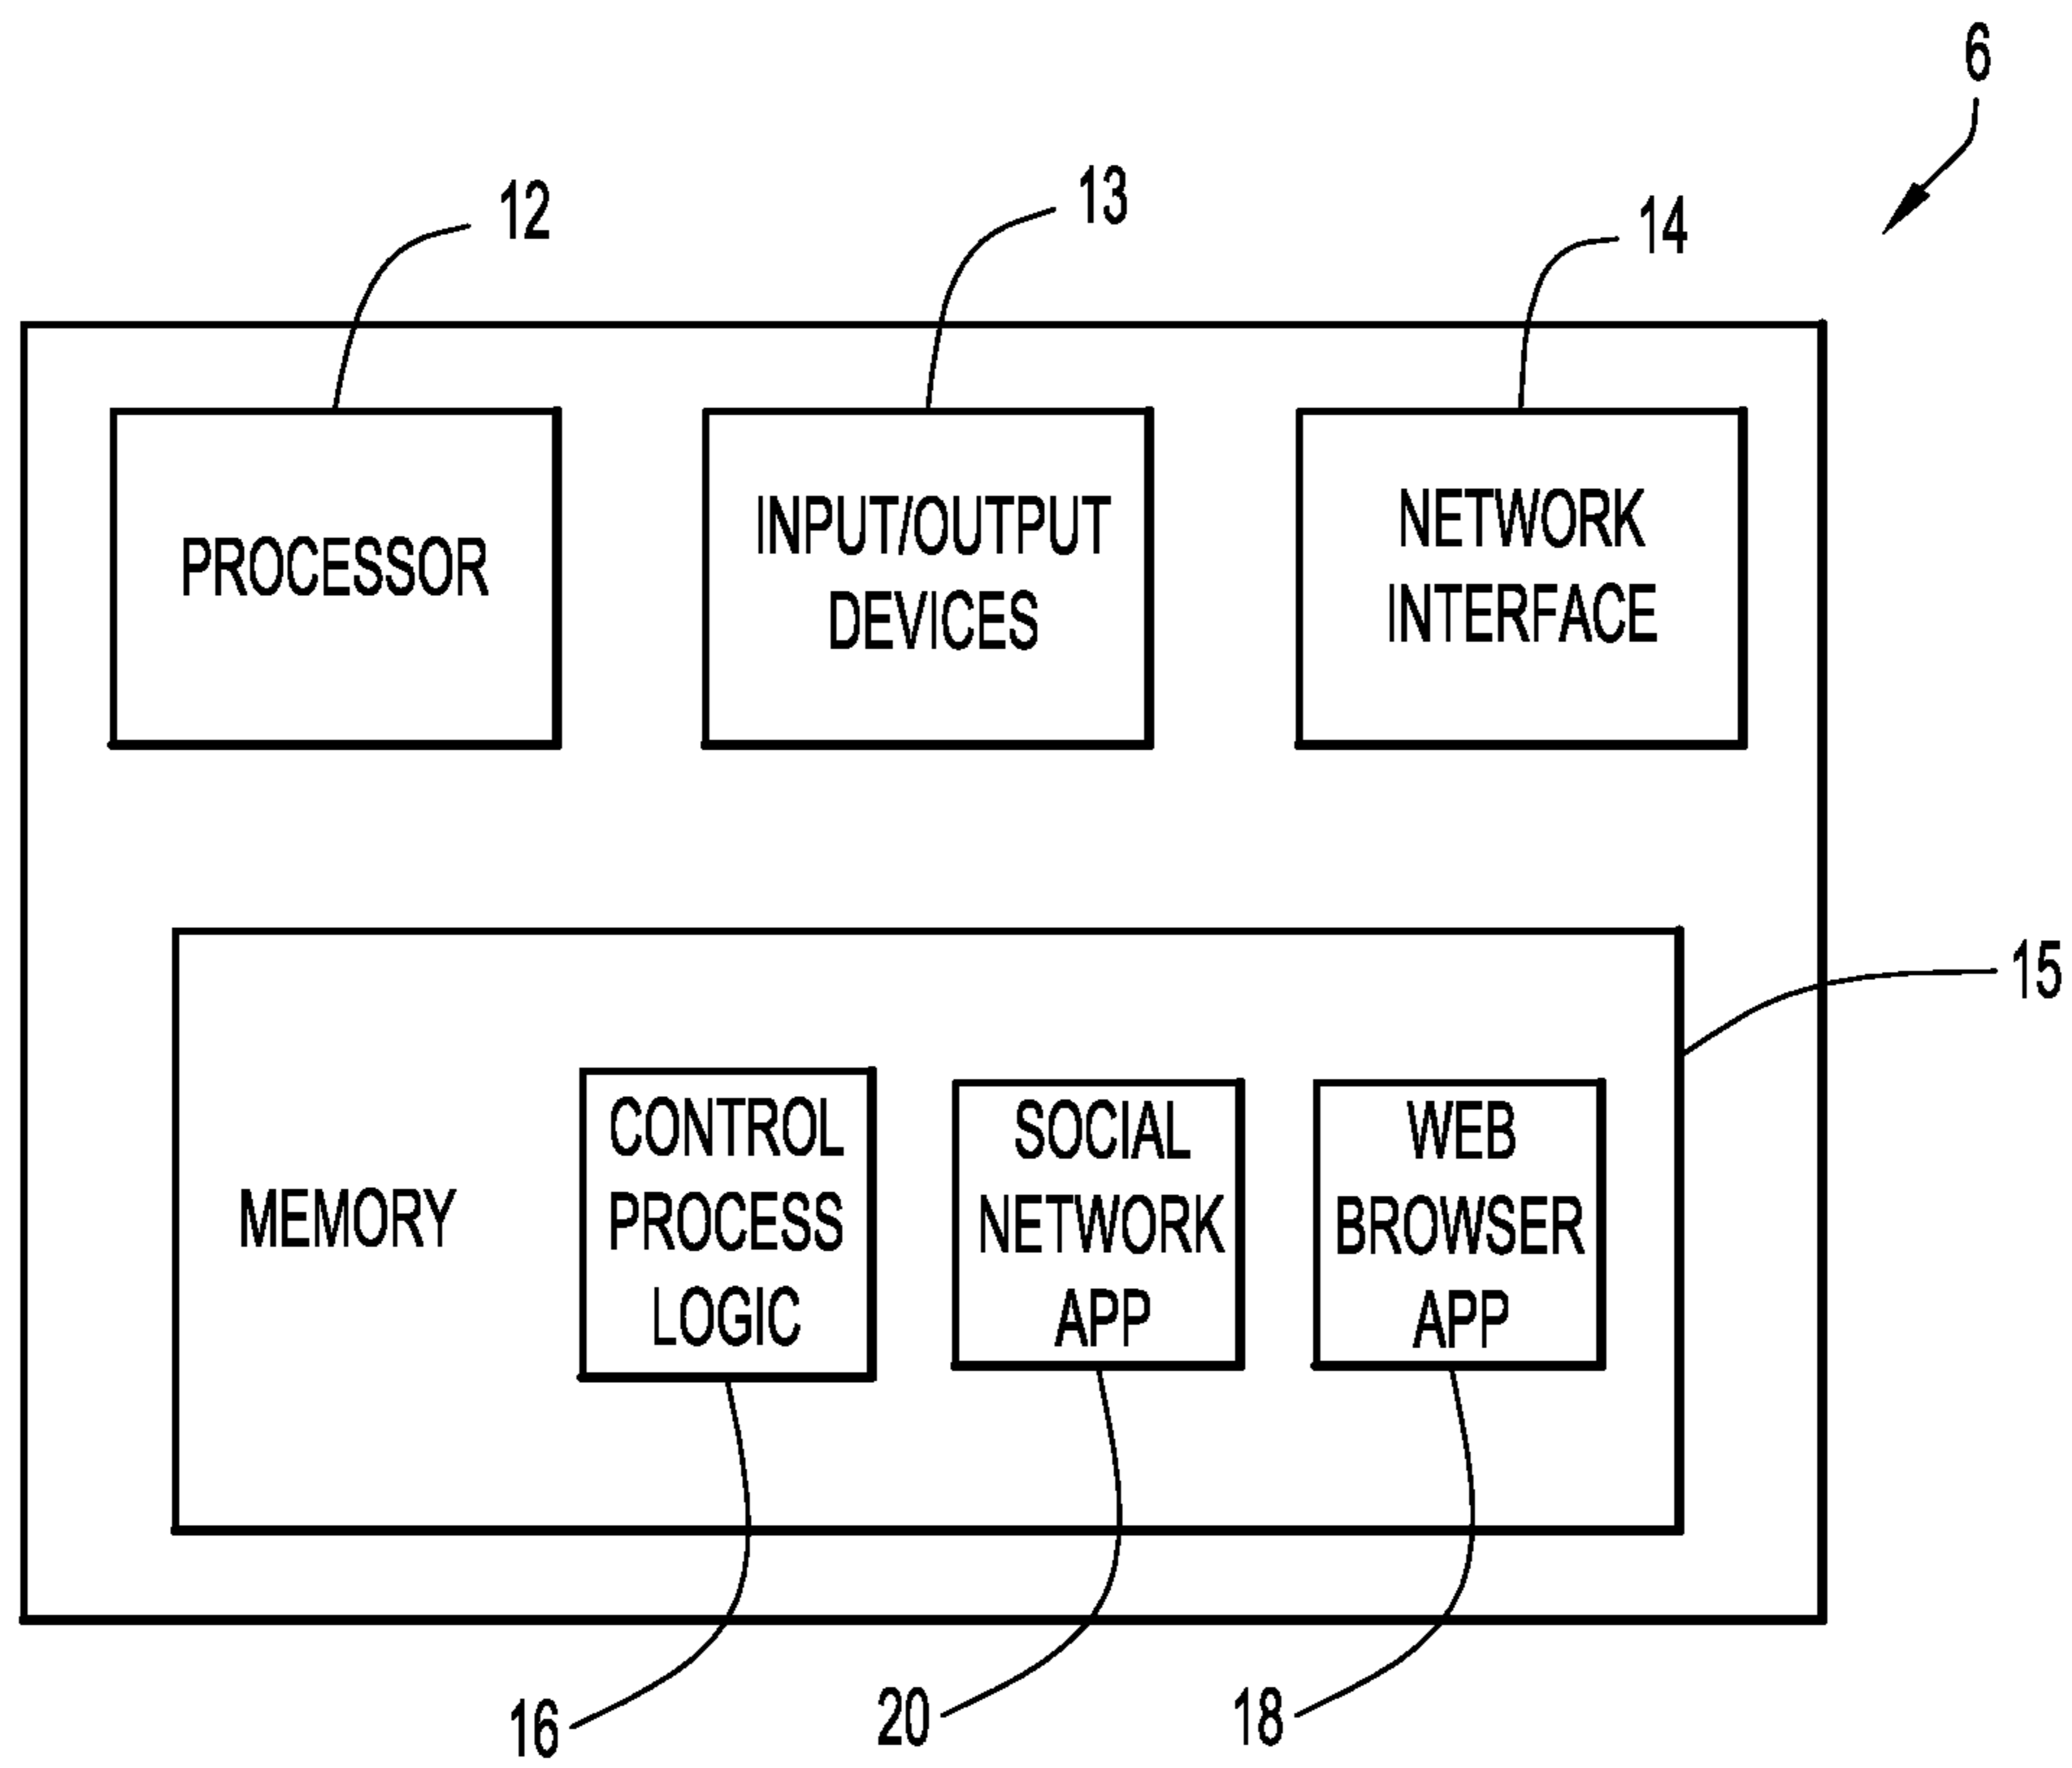 6
12
13
14
PROCESSOR
INPUT/OUTPUT
DEVICES
NETWORK
INTERFACE
15
MEMORY
CONTROL
PROCESS
LOGIC
SOCIAL
NETWORK
APP
WEB
BROWSER
APP
16
20
18